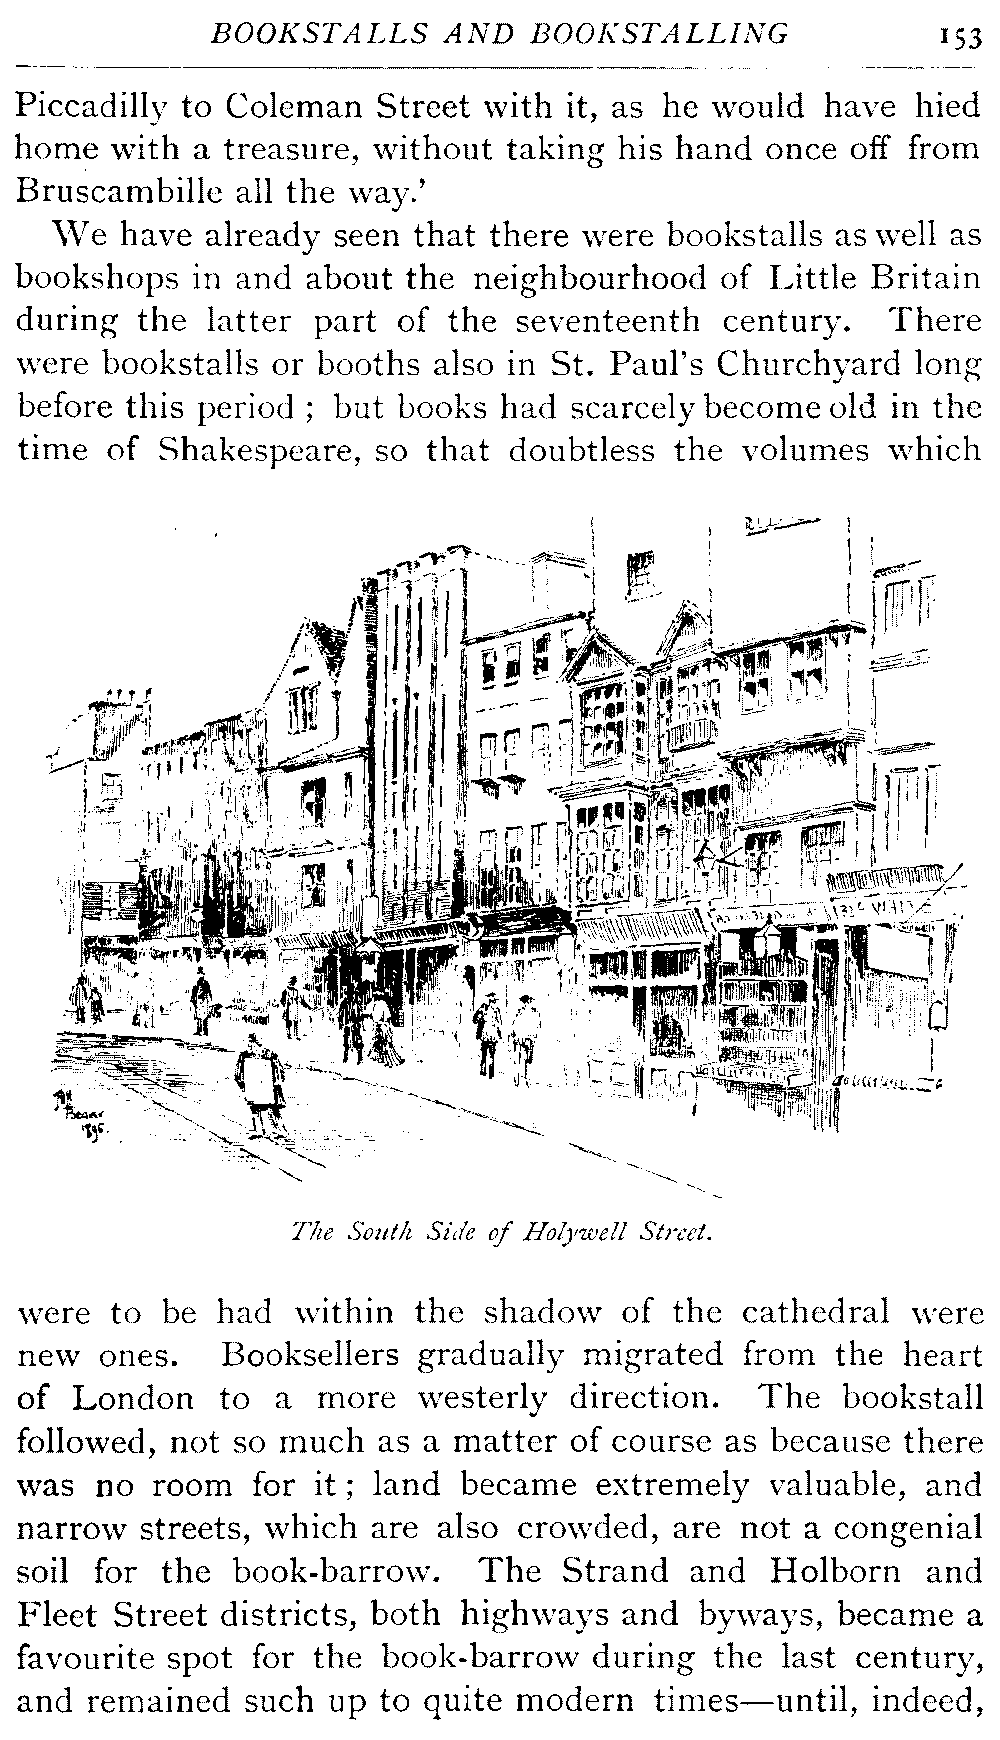 BOOKSTALLS AND BOOKSTALLING 153
Piccadilly to Coleman Street with it, as he would have hied
home with a treasure, without taking his hand once off from
Bruscambille all the way.’
We have already seen that there were bookstalls as well as
bookshops in and about the neighbourhood of Little Britain
during the latter part of the seventeenth century. There
were bookstalls or booths also in St. Paul’s Churchyard long
before this period ; but books had scarcely become old in the
time of Shakespeare, so that doubtless the volumes which
1895.
The South Side of Holywell Street.
were to be had within the shadow of the cathedral were
new ones. Booksellers gradually migrated from the heart
of London to a more westerly direction. The bookstall
followed, not so much as a matter of course as because there
was no room for it ; land became extremely valuable, and
narrow streets, which are also crowded, are not a congenial
soil for the book-barrow. The Strand and Holborn and
Fleet Street districts, both highways and byways, became a
favourite spot for the book-barrow during the last century,
and remained such up to quite modern times—until, indeed,